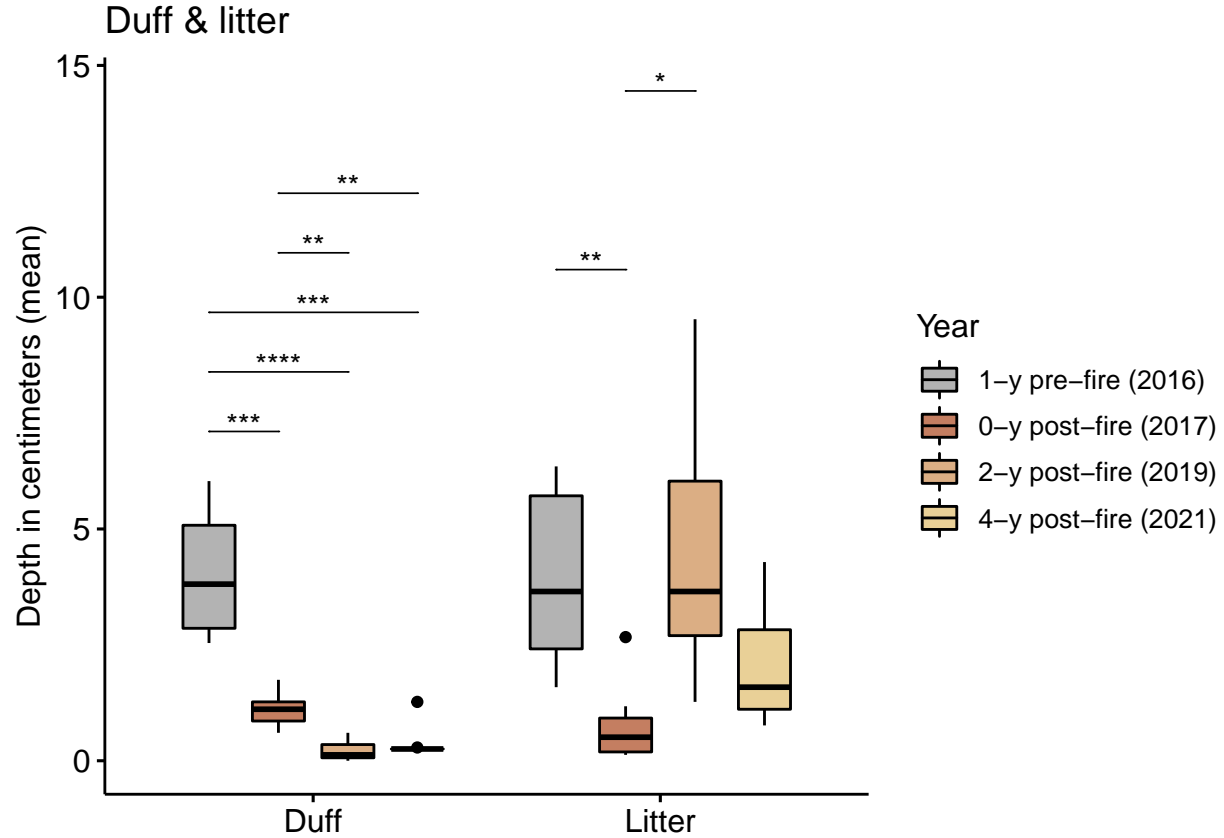 Duff & litter
Depth in centimeters (mean)
15
10
5
0
**
**
***
****
***
*
**
Duff
Litter
Year
1−y pre−fire (2016)
0−y post−fire (2017)
2−y post−fire (2019)
4−y post−fire (2021)